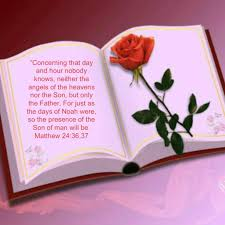 "Concerning that day
and hour nobody
knows, neither the
angels of the heavens
nor the Son, but only
the Father. For just as
the days of Noah were,
so the presence of the
Son of man will be
Matthew 24:36,37